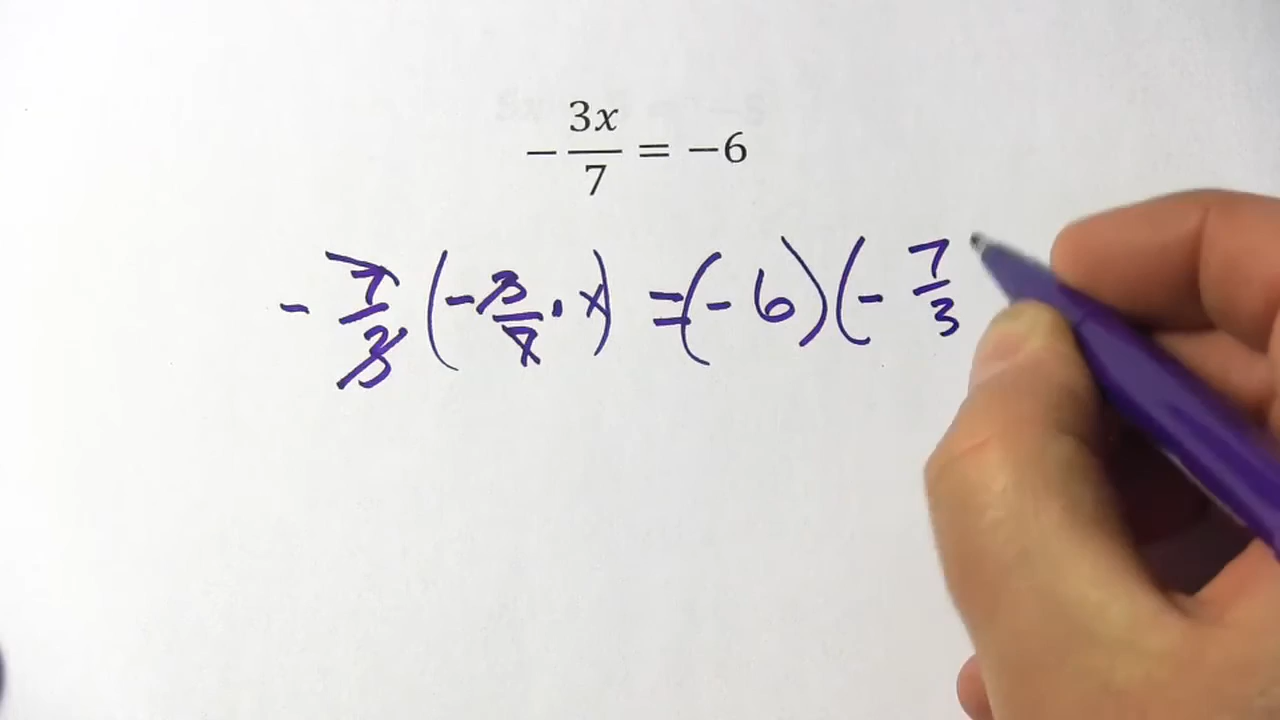 -3x/7 = -6
- 7/3 (- 3/7 · x) = (-6)(- 7/3